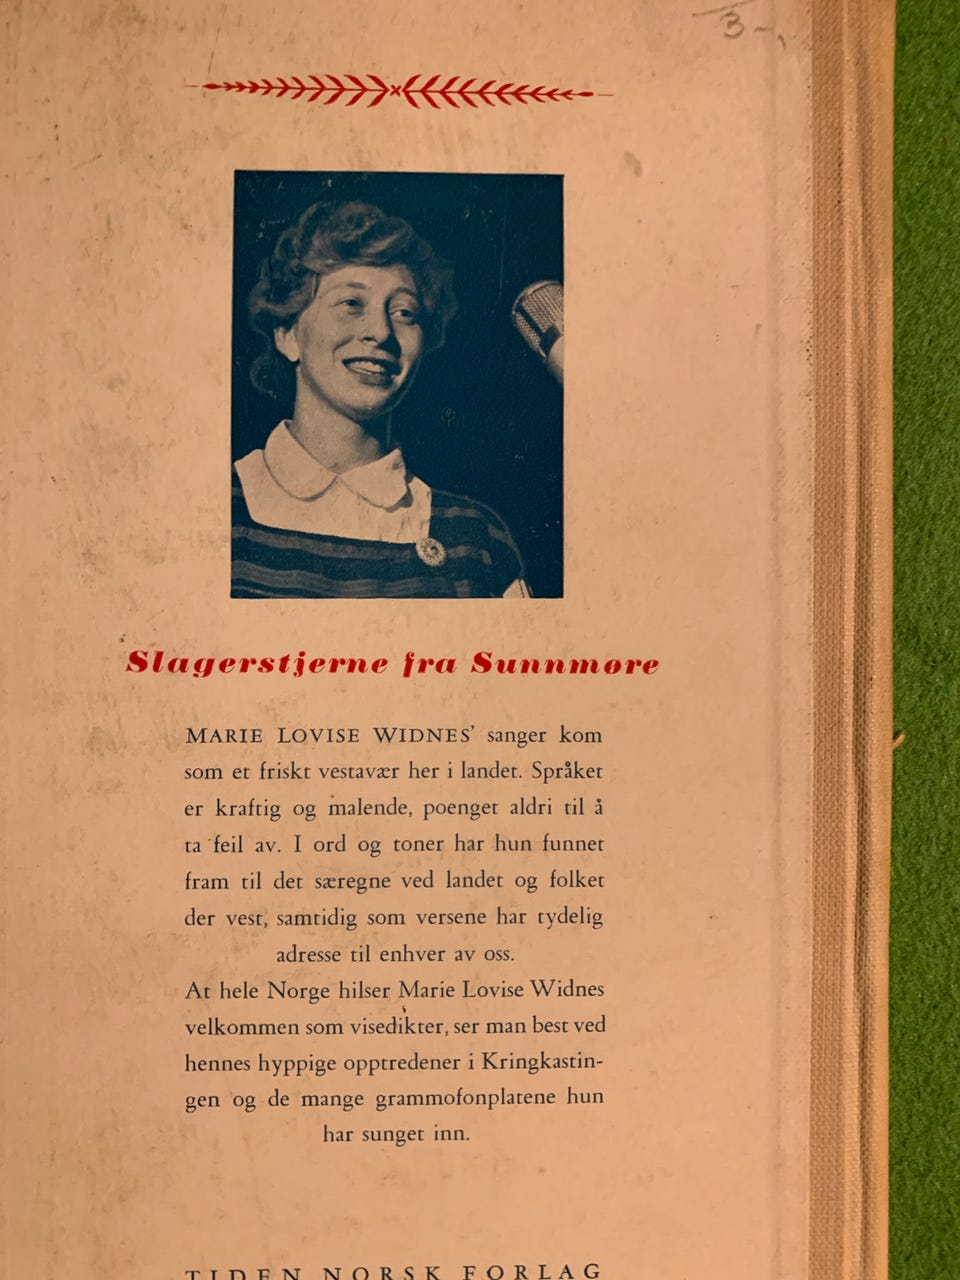 3-,
Slagerstjerne fra Sunnmøre
MARIE LOVISE WIDNES' sanger kom
som et friskt vestavær her i landet. Språket
er kraftig og malende, poenget aldri til å
ta feil av. I ord og toner har hun funnet
fram til det særegne ved landet og folket
der vest, samtidig som versene har tydelig
adresse til enhver av oss.
At hele Norge hilser Marie Lovise Widnes
velkommen som visedikter, ser man best ved
hennes hyppige opptredener i Kringkastin-
gen og de mange grammofonplatene hun
har sunget inn.
TIDEN NORSK FORLAG